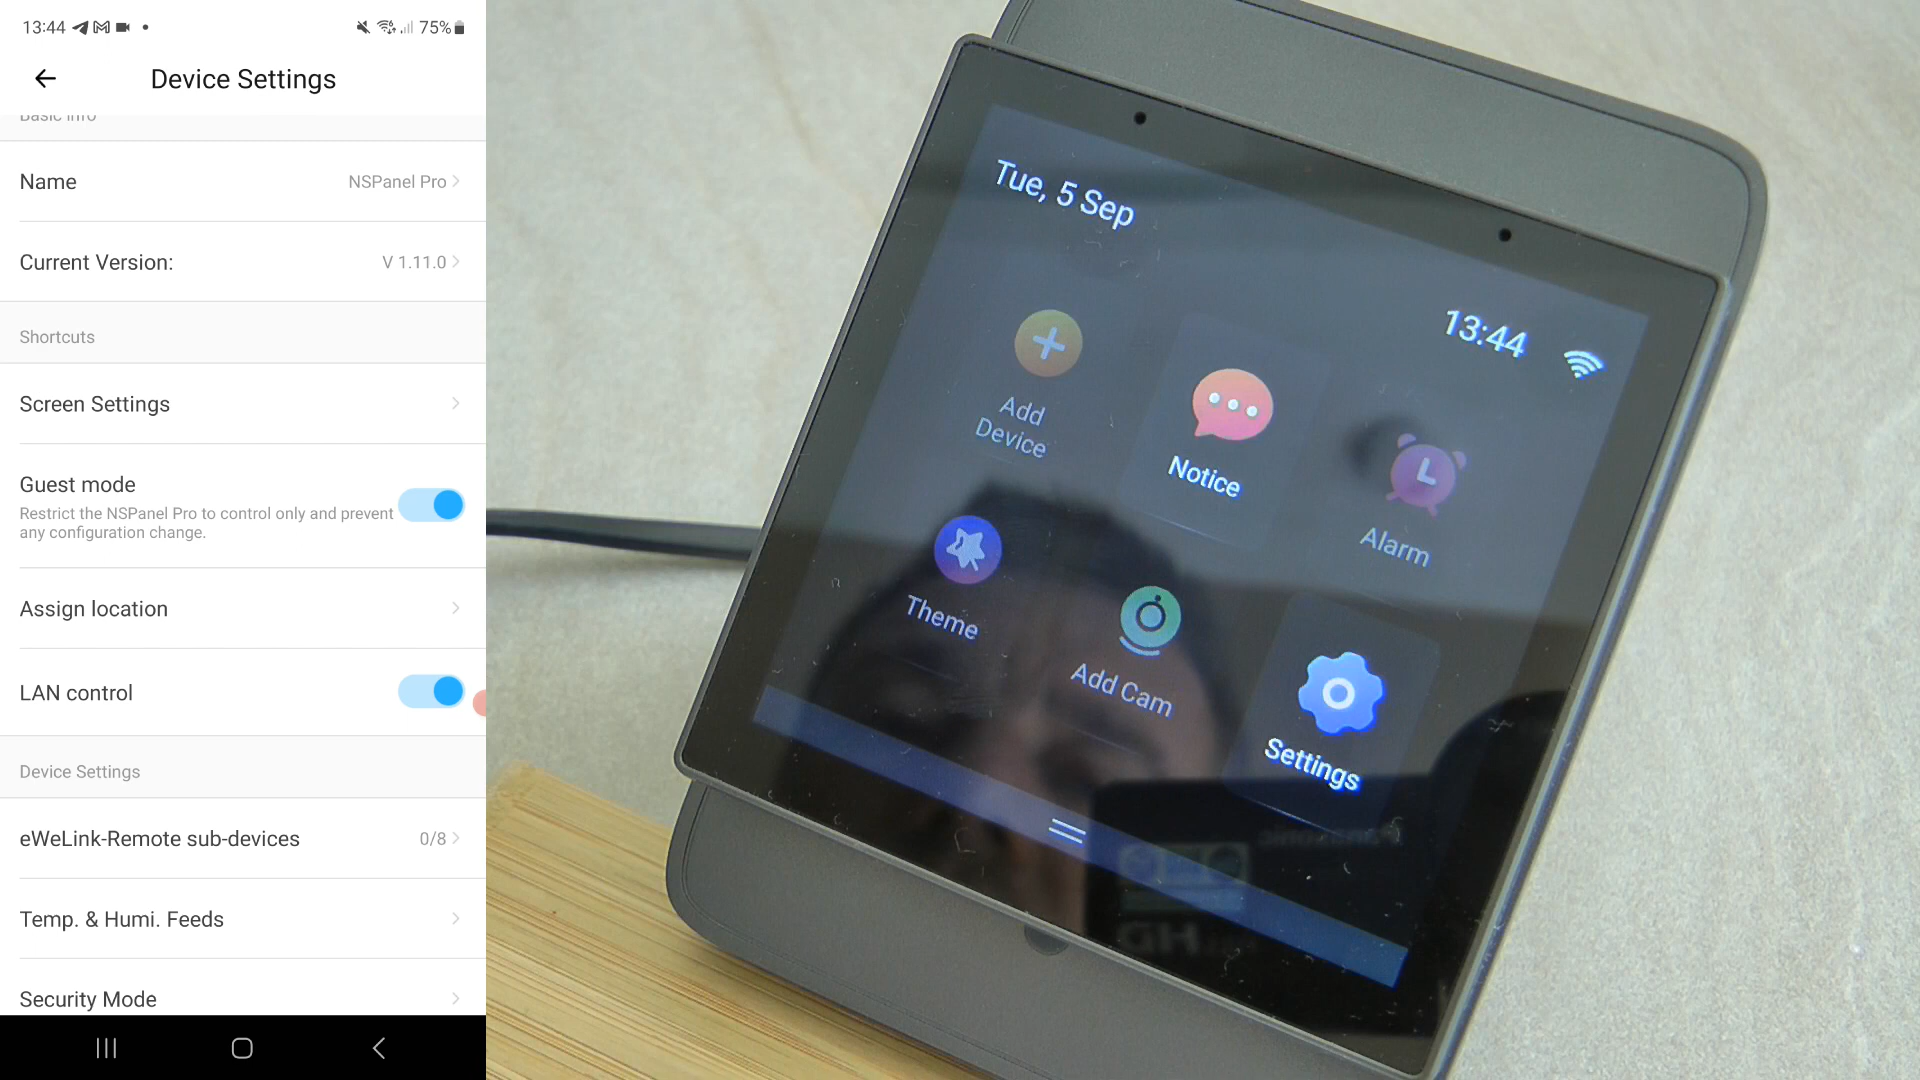 13:44
75%
Device Settings
Basic info
Name
NSPanel Pro
Current Version:
V 1.11.0
Shortcuts
Screen Settings
Guest mode
Restrict the NSPanel Pro to control only and prevent
any configuration change.
Assign location
LAN control
Device Settings
eWeLink-Remote sub-devices
0/8
Temp. & Humi. Feeds
Security Mode
Tue, 5 Sep
13:44
Add
Device
Notice
Alarm
Theme
Add Cam
Settings
Panasonic